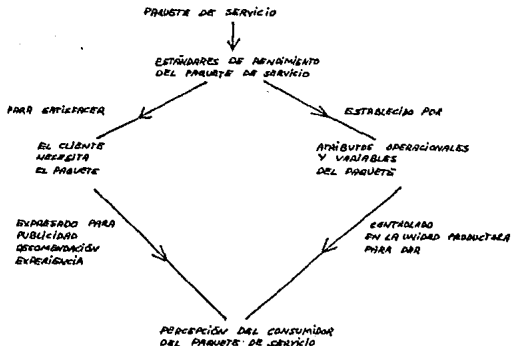 PAQUETE DE SERVICIO
ESTÁNDARES DE RENDIMIENTO
DEL PAQUETE DE SERVICIO
PARA SATISFACER
ESTABLECIDO POR
EL CLIENTE
NECESITA
EL PAQUETE
ATRIBUTOS OPERACIONALES
Y VARIABLES
DEL PAQUETE
EXPRESADO PARA
PUBLICIDAD
RECOMENDACIÓN
EXPERIENCIA
CONTROLADO
EN LA UNIDAD PRODUCTORA
PARA DAR
PERCEPCIÓN DEL CONSUMIDOR
DEL PAQUETE DE SERVICIO